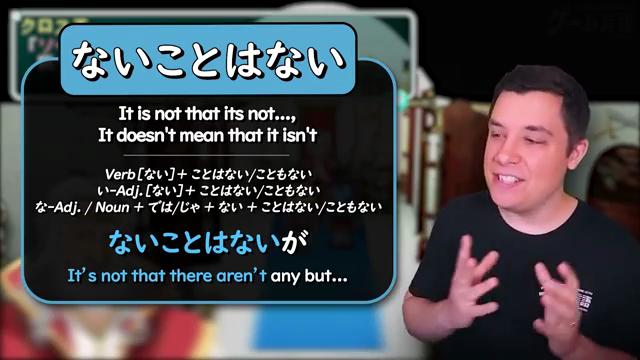 クロス
ないことはない
It is not that its not...,
It doesn't mean that it isn't
Verb [ない] + ことはない/こともない
い-Adj. [ない] + ことはない/こともない
な-Adj. / Noun + では/じゃ + ない + ことはない/こともない
ないことはないが
It's not that there aren't any but...